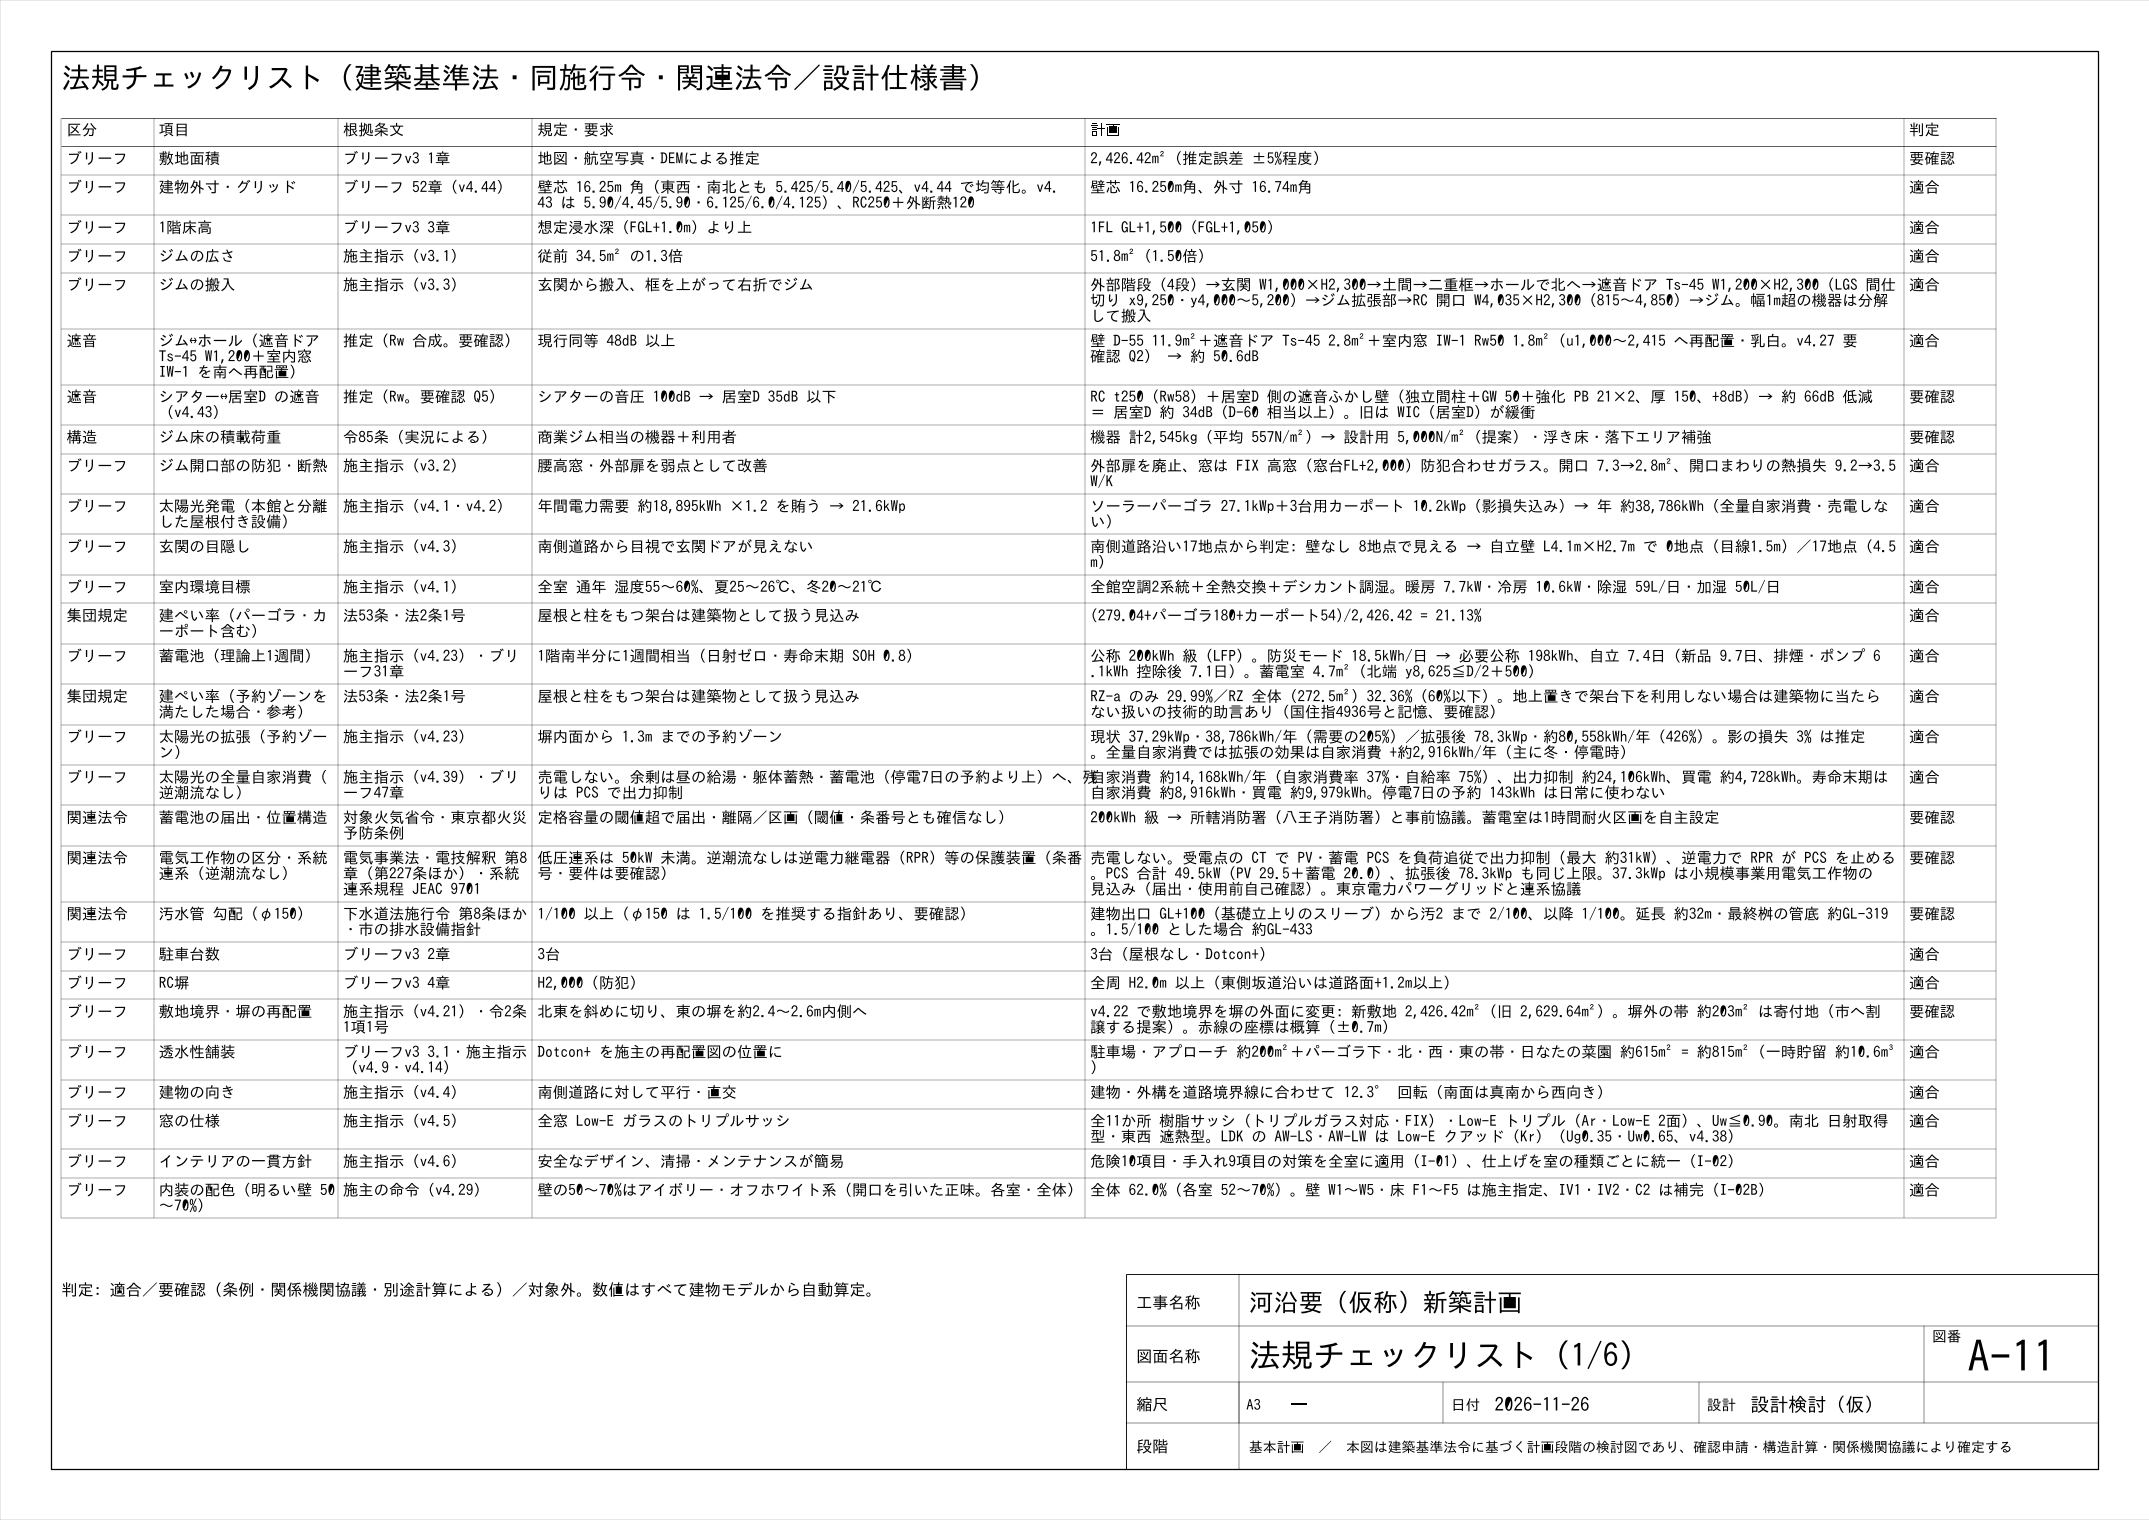 法規チェックリスト（建築基準法・同施行令・関連法令／設計仕様書）
区分 項目 根拠条文 規定・要求 計画 判定
ブリーフ 敷地面積 ブリーフv3 1章 地図・航空写真・DEMによる推定 2,426.42m²（推定誤差 ±5%程度） 要確認
ブリーフ 建物外寸・グリッド ブリーフ 52章（v4.44） 壁芯 16.25m 角（東西・南北とも 5.425/5.40/5.425、v4.44 で均等化。v4.
43 は 5.90/4.45/5.90・6.125/6.0/4.125）、RC250＋外断熱120 壁芯 16.250m角、外寸 16.74m角 適合
ブリーフ 1階床高 ブリーフv3 3章 想定浸水深（FGL+1.0m）より上 1FL GL+1,500（FGL+1,050） 適合
ブリーフ ジムの広さ 施主指示（v3.1） 従前 34.5m² の1.3倍 51.8m²（1.50倍） 適合
ブリーフ ジムの搬入 施主指示（v3.3） 玄関から搬入、框を上がって右折でジム 外部階段（4段）→玄関 W1,000×H2,300→土間→二重框→ホールで北へ→遮音ドア Ts-45 W1,200×H2,300（LGS 間仕
切り x9,250・y4,000～5,200）→ジム拡張部→RC 開口 W4,035×H2,300（815～4,850）→ジム。幅1m超の機器は分解
して搬入 適合
遮音 ジム⇔ホール（遮音ドア
Ts-45 W1,200＋室内窓
IW-1 を南へ再配置） 推定（Rw 合成。要確認） 現行同等 48dB 以上 壁 D-55 11.9m²＋遮音ドア Ts-45 2.8m²＋室内窓 IW-1 Rw50 1.8m²（u1,000～2,415 へ再配置・乳白。v4.27 要
確認 Q2） → 約 50.6dB 適合
遮音 シアター⇔居室D の遮音
（v4.43） 推定（Rw。要確認 Q5） シアターの音圧 100dB → 居室D 35dB 以下 RC t250（Rw58）＋居室D 側の遮音ふかし壁（独立間柱＋GW 50＋強化 PB 21×2、厚 150、+8dB）→ 約 66dB 低減
＝ 居室D 約 34dB（D-60 相当以上）。旧は WIC（居室D）が緩衝 要確認
構造 ジム床の積載荷重 令85条（実況による） 商業ジム相当の機器＋利用者 機器 計2,545kg（平均 557N/m²）→ 設計用 5,000N/m²（提案）・浮き床・落下エリア補強 要確認
ブリーフ ジム開口部の防犯・断熱 施主指示（v3.2） 腰高窓・外部扉を弱点として改善 外部扉を廃止、窓は FIX 高窓（窓台FL+2,000）防犯合わせガラス。開口 7.3→2.8m²、開口まわりの熱損失 9.2→3.5
W/K 適合
ブリーフ 太陽光発電（本館と分離
した屋根付き設備） 施主指示（v4.1・v4.2） 年間電力需要 約18,895kWh ×1.2 を賄う → 21.6kWp ソーラーパーゴラ 27.1kWp＋3台用カーポート 10.2kWp（影損失込み）→ 年 約38,786kWh（全量自家消費・売電しな
い） 適合
ブリーフ 玄関の目隠し 施主指示（v4.3） 南側道路から目視で玄関ドアが見えない 南側道路沿い17地点から判定: 壁なし 8地点で見える → 自立壁 L4.1m×H2.7m で 0地点（目線1.5m）／17地点（4.5
m） 適合
ブリーフ 室内環境目標 施主指示（v4.1） 全室 通年 湿度55～60%、夏25～26℃、冬20～21℃ 全館空調2系統＋全熱交換＋デシカント調湿。暖房 7.7kW・冷房 10.6kW・除湿 59L/日・加湿 50L/日 適合
集団規定 建ぺい率（パーゴラ・カ
ーポート含む） 法53条・法2条1号 屋根と柱をもつ架台は建築物として扱う見込み (279.04+パーゴラ180+カーポート54)/2,426.42 = 21.13% 適合
ブリーフ 蓄電池（理論上1週間） 施主指示（v4.23）・ブリ
ーフ31章 1階南半分に1週間相当（日射ゼロ・寿命末期 SOH 0.8） 公称 200kWh 級（LFP）。防災モード 18.5kWh/日 → 必要公称 198kWh、自立 7.4日（新品 9.7日、排煙・ポンプ 6
.1kWh 控除後 7.1日）。蓄電室 4.7m²（北端 y8,625≦D/2+500） 適合
集団規定 建ぺい率（予約ゾーンを
満たした場合・参考） 法53条・法2条1号 屋根と柱をもつ架台は建築物として扱う見込み RZ-a のみ 29.99%／RZ 全体（272.5m²）32.36%（60%以下）。地上置きで架台下を利用しない場合は建築物に当たら
ない扱いの技術的助言あり（国住指4936号と記憶、要確認） 適合
ブリーフ 太陽光の拡張（予約ゾー
ン） 施主指示（v4.23） 塀内面から 1.3m までの予約ゾーン 現状 37.29kWp・38,786kWh/年（需要の205%）／拡張後 78.3kWp・約80,558kWh/年（426%）。影の損失 3% は推定
。全量自家消費では拡張の効果は自家消費 +約2,916kWh/年（主に冬・停電時） 適合
ブリーフ 太陽光の全量自家消費（
逆潮流なし） 施主指示（v4.39）・ブリ
ーフ47章 売電しない。余剰は昼の給湯・躯体蓄熱・蓄電池（停電7日の予約より上）へ、残
りは PCS で出力抑制 自家消費 約14,168kWh/年（自家消費率 37%・自給率 75%）、出力抑制 約24,106kWh、買電 約4,728kWh。寿命末期は
自家消費 約8,916kWh・買電 約9,979kWh。停電7日の予約 143kWh は日常に使わない 適合
関連法令 蓄電池の届出・位置構造 対象火気省令・東京都火災
予防条例 定格容量の閾値超で届出・離隔／区画（閾値・条番号とも確信なし） 200kWh 級 → 所轄消防署（八王子消防署）と事前協議。蓄電室は1時間耐火区画を自主設定 要確認
関連法令 電気工作物の区分・系統
連系（逆潮流なし） 電気事業法・電技解釈 第8
章（第227条ほか）・系統
連系規程 JEAC 9701 低圧連系は 50kW 未満。逆潮流なしは逆電力継電器（RPR）等の保護装置（条番
号・要件は要確認） 売電しない。受電点の CT で PV・蓄電 PCS を負荷追従で出力抑制（最大 約31kW）、逆電力で RPR が PCS を止める
。PCS 合計 49.5kW（PV 29.5＋蓄電 20.0）、拡張後 78.3kWp も同じ上限。37.3kWp は小規模事業用電気工作物の
見込み（届出・使用前自己確認）。東京電力パワーグリッドと連系協議 要確認
関連法令 汚水管 勾配（φ150） 下水道法施行令 第8条ほか
・市の排水設備指針 1/100 以上（φ150 は 1.5/100 を推奨する指針あり、要確認） 建物出口 GL+100（基礎立上りのスリーブ）から汚2 まで 2/100、以降 1/100。延長 約32m・最終桝の管底 約GL-319
。1.5/100 とした場合 約GL-433 要確認
ブリーフ 駐車台数 ブリーフv3 2章 3台 3台（屋根なし・Dotcon+） 適合
ブリーフ RC塀 ブリーフv3 4章 H2,000（防犯） 全周 H2.0m 以上（東側坂道沿いは道路面+1.2m以上） 適合
ブリーフ 敷地境界・塀の再配置 施主指示（v4.21）・令2条
1項1号 北東を斜めに切り、東の塀を約2.4～2.6m内側へ v4.22 で敷地境界を塀の外面に変更: 新敷地 2,426.42m²（旧 2,629.64m²）。塀外の帯 約203m² は寄付地（市へ割
譲する提案）。赤線の座標は概算（±0.7m） 要確認
ブリーフ 透水性舗装 ブリーフv3 3.1・施主指示
（v4.9・v4.14） Dotcon+ を施主の再配置図の位置に 駐車場・アプローチ 約200m²＋パーゴラ下・北・西・東の帯・日なたの菜園 約615m² = 約815m²（一時貯留 約10.6m³
） 適合
ブリーフ 建物の向き 施主指示（v4.4） 南側道路に対して平行・直交 建物・外構を道路境界線に合わせて 12.3° 回転（南面は真南から西向き） 適合
ブリーフ 窓の仕様 施主指示（v4.5） 全窓 Low-E ガラスのトリプルサッシ 全11か所 樹脂サッシ（トリプルガラス対応・FIX）・Low-E トリプル（Ar・Low-E 2面）、Uw≦0.90。南北 日射取得
型・東西 遮熱型。LDK の AW-LS・AW-LW は Low-E クアッド（Kr）（Ug0.35・Uw0.65、v4.38） 適合
ブリーフ インテリアの一貫方針 施主指示（v4.6） 安全なデザイン、清掃・メンテナンスが簡易 危険10項目・手入れ9項目の対策を全室に適用（I-01）、仕上げを室の種類ごとに統一（I-02） 適合
ブリーフ 内装の配色（明るい壁 50
～70%） 施主の命令（v4.29） 壁の50～70%はアイボリー・オフホワイト系（開口を引いた正味。各室・全体） 全体 62.0%（各室 52～70%）。壁 W1～W5・床 F1～F5 は施主指定、IV1・IV2・C2 は補完（I-02B） 適合
判定: 適合／要確認（条例・関係機関協議・別途計算による）／対象外。数値はすべて建物モデルから自動算定。
工事名称 河沿要（仮称）新築計画
図面名称 法規チェックリスト（1/6） 図番 A-11
縮尺 A3 — 日付 2026-11-26 設計 設計検討（仮）
段階 基本計画 ／ 本図は建築基準法令に基づく計画段階の検討図であり、確認申請・構造計算・関係機関協議により確定する